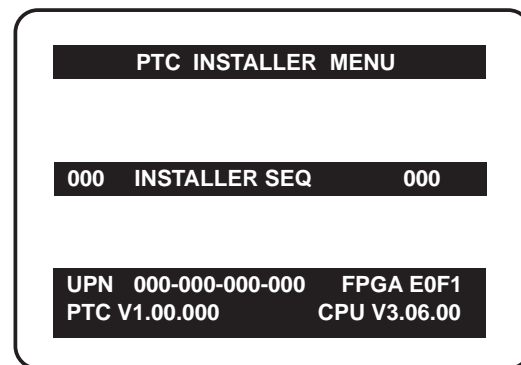 PTC INSTALLER MENU
000 INSTALLER SEQ 000
UPN 000-000-000-000 FPGA E0F1
PTC V1.00.000 CPU V3.06.00